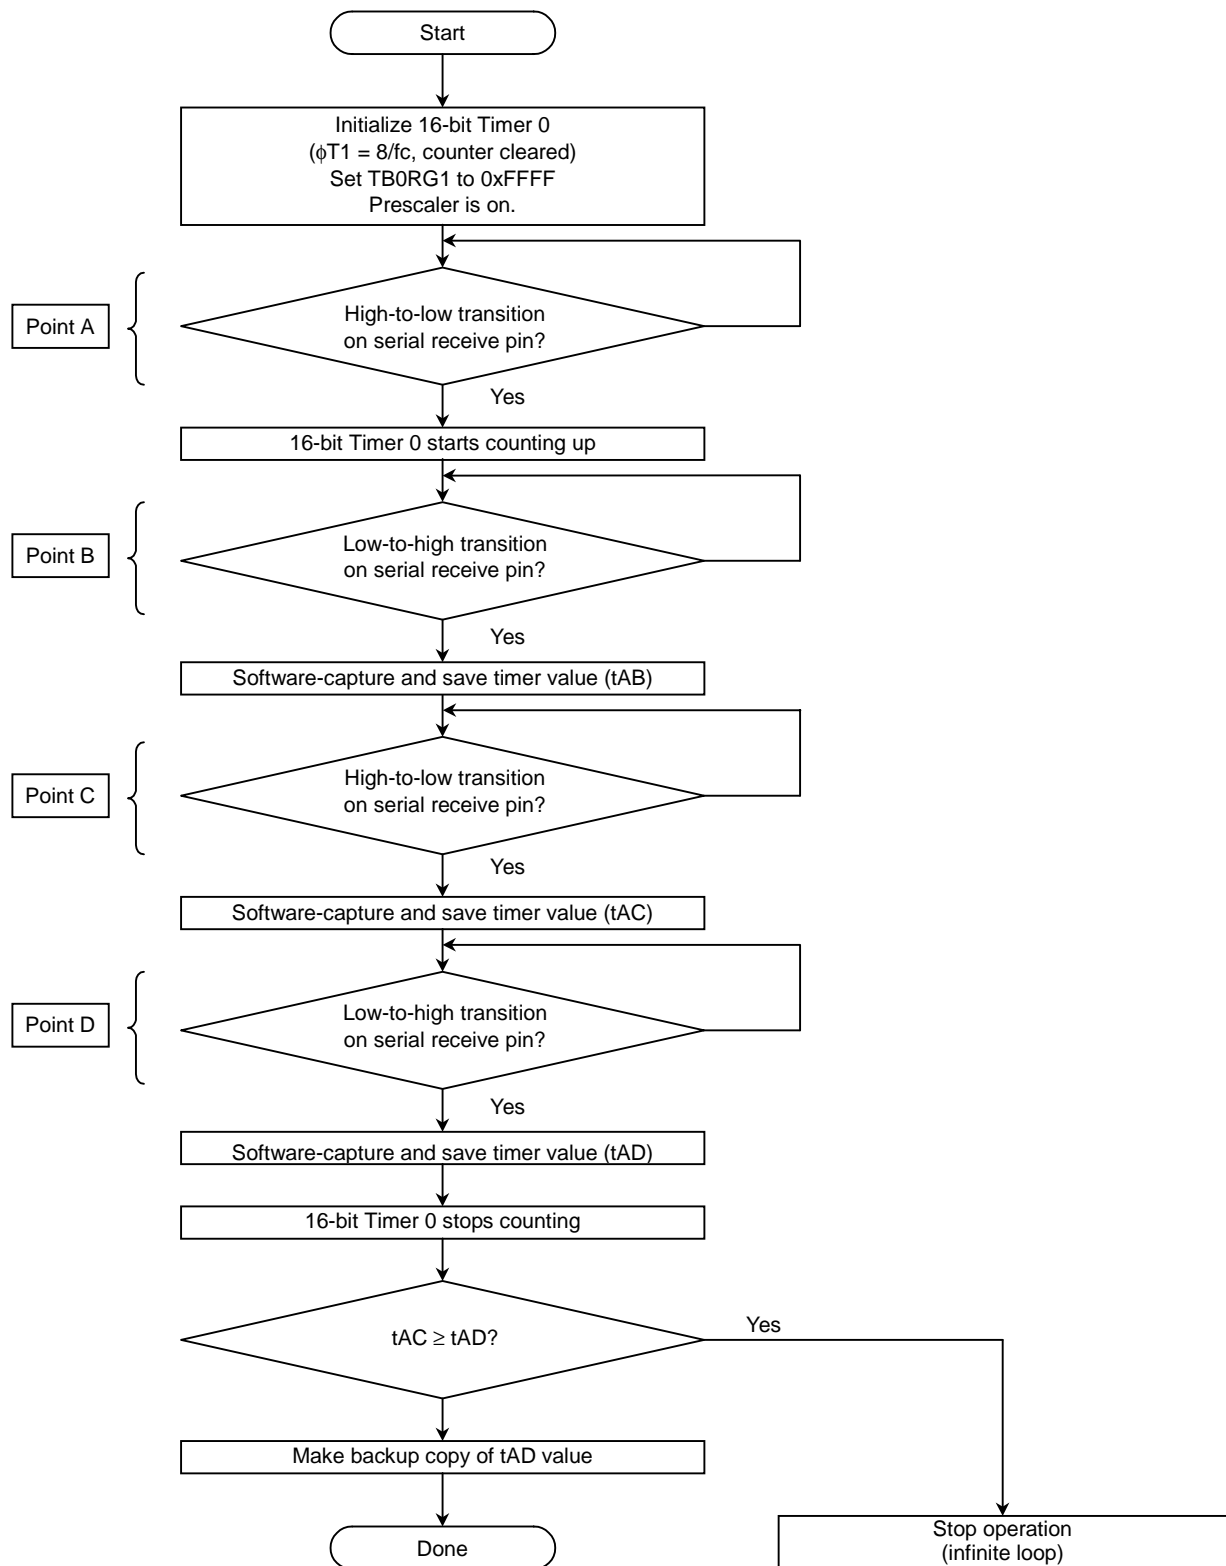 Start
Initialize 16-bit Timer 0
(ϕT1 = 8/fc, counter cleared)
Set TB0RG1 to 0xFFFF
Prescaler is on.
Point A
High-to-low transition
on serial receive pin?
Yes
16-bit Timer 0 starts counting up
Point B
Low-to-high transition
on serial receive pin?
Yes
Software-capture and save timer value (tAB)
Point C
High-to-low transition
on serial receive pin?
Yes
Software-capture and save timer value (tAC)
Point D
Low-to-high transition
on serial receive pin?
Yes
Software-capture and save timer value (tAD)
16-bit Timer 0 stops counting
tAC ≥ tAD?
Yes
Make backup copy of tAD value
Done
Stop operation
(infinite loop)